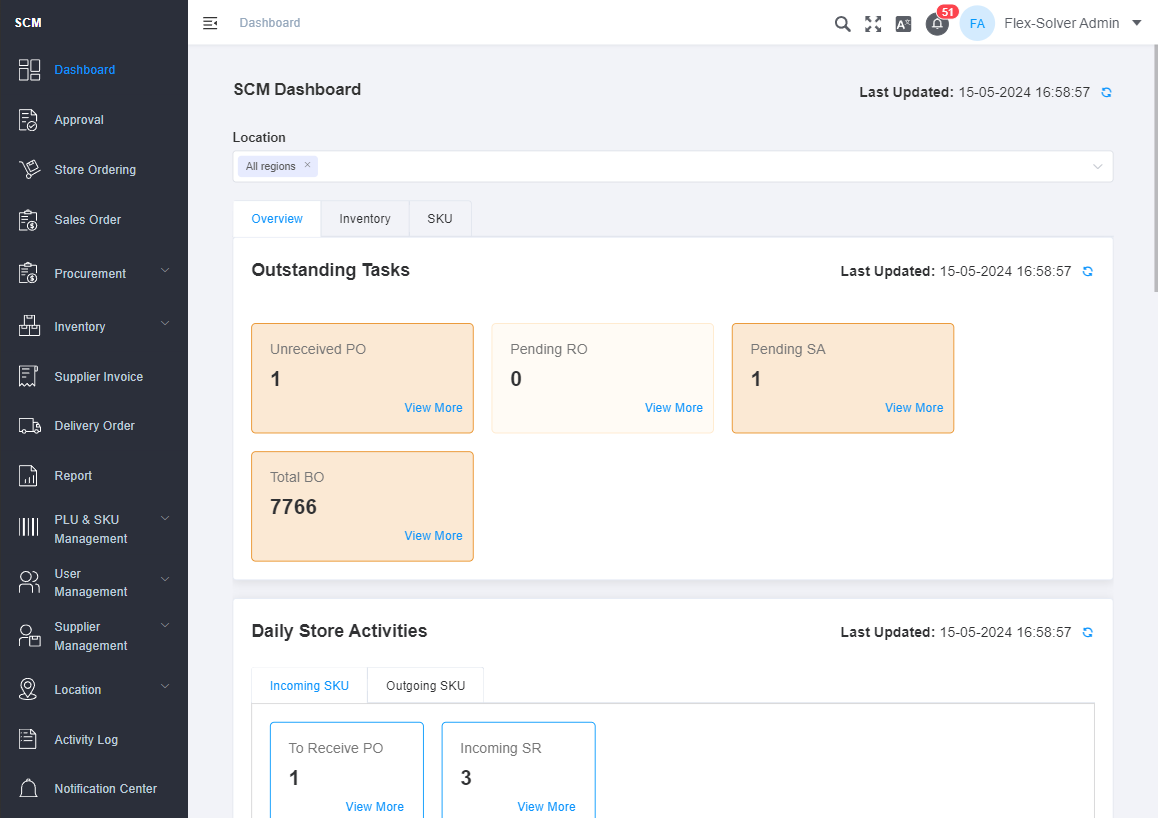 SCM
Dashboard
Approval
Store Ordering
Sales Order
Procurement
Inventory
Supplier Invoice
Delivery Order
Report
PLU & SKU
Management
User
Management
Supplier
Management
Location
Activity Log
Notification Center
Dashboard
A
51
FA
Flex-Solver Admin
SCM Dashboard
Last Updated: 15-05-2024 16:58:57
Location
All regions ×
Overview Inventory SKU
Outstanding Tasks
Last Updated: 15-05-2024 16:58:57
Unreceived PO
1
View More
Pending RO
0
View More
Pending SA
1
View More
Total BO
7766
View More
Daily Store Activities
Last Updated: 15-05-2024 16:58:57
Incoming SKU Outgoing SKU
To Receive PO
1
View More
Incoming SR
3
View More